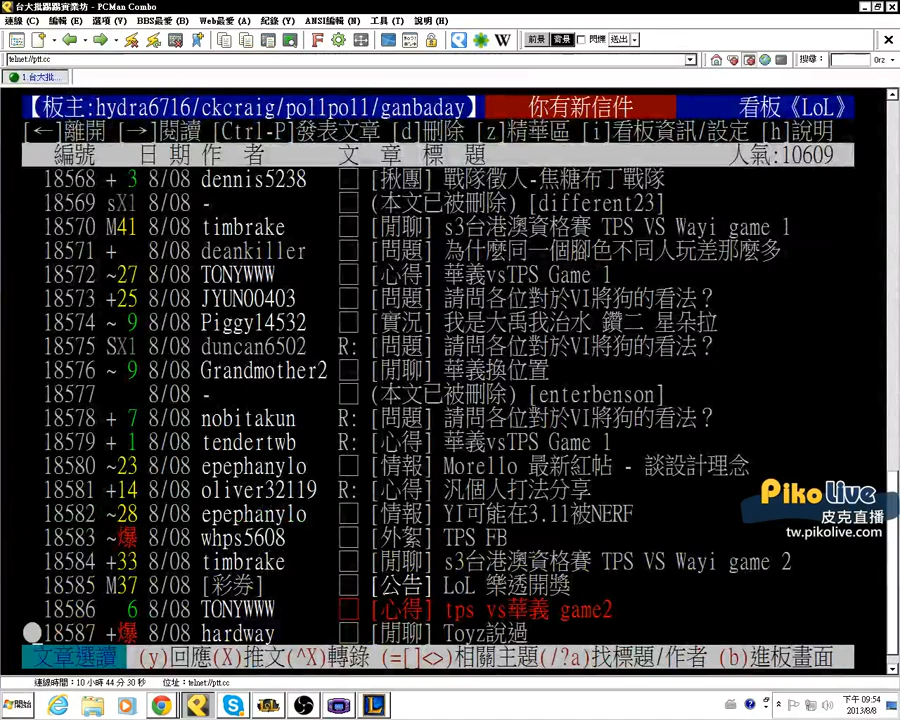 台大批踢踢實業坊 - PCMan Combo
連線 (C) 編輯 (E) 選項 (V) BBS最愛 (B) Web最愛 (A) 紀錄 (Y) ANSI編輯 (N) 工具 (T) 說明 (H)
前景 背景 閃爍 送出
telnet://ptt.cc 搜尋: Orz
1.台大批...
【板主:hydra6716/ckcraig/pollpoll/ganbaday】 你有新信件 看板《LoL》
[←]離開 [→]閱讀 [Ctrl-P]發表文章 [d]刪除 [z]精華區 [i]看板資訊/設定 [h]說明
編號 日 期 作 者 文 章 標 題 人氣:10609
18568 + 3 8/08 dennis5238 □ [揪團] 戰隊徵人-焦糖布丁戰隊
18569 sX1 8/08 - □ (本文已被刪除) [different23]
18570 M41 8/08 timbrake □ [閒聊] s3台港澳資格賽 TPS VS Wayi game 1
18571 + 8/08 deankiller □ [問題] 為什麼同一個腳色不同人玩差那麼多
18572 ~27 8/08 TONYWWW □ [心得] 華義vsTPS Game 1
18573 +25 8/08 JYUN00403 □ [問題] 請問各位對於VI將狗的看法?
18574 ~ 9 8/08 Piggy14532 □ [實況] 我是大禹我治水 鑽二 星朵拉
18575 SX1 8/08 duncan6502 R: [問題] 請問各位對於VI將狗的看法?
18576 ~ 9 8/08 Grandmother2 □ [閒聊] 華義換位置
18577 8/08 - □ (本文已被刪除) [enterbenson]
18578 + 7 8/08 nobitakun R: [問題] 請問各位對於VI將狗的看法?
18579 + 1 8/08 tendertwb R: [心得] 華義vsTPS Game 1
18580 ~23 8/08 epephanylo □ [情報] Morello 最新紅帖 - 談設計理念
18581 +14 8/08 oliver32119 R: [心得] 汎個人打法分享
18582 ~28 8/08 epephanylo □ [情報] YI可能在3.11被NERF
18583 ~爆 8/08 whps5608 □ [外絮] TPS FB
18584 +33 8/08 timbrake □ [閒聊] s3台港澳資格賽 TPS VS Wayi game 2
18585 M37 8/08 [彩券] □ [公告] LoL 樂透開獎
18586 6 8/08 TONYWWW □ [心得] tps vs華義 game2
●18587 +爆 8/08 hardway □ [閒聊] Toyz說過
PikoLive
皮克直播
tw.pikolive.com
文章選讀 (y)回應(X)推文(^X)轉錄 (=[]<>)相關主題(/?a)找標題/作者 (b)進板畫面
連線時間: 10 小時 44 分 30 秒 位址: telnet://ptt.cc
開始 下午 09:54
2013/8/8